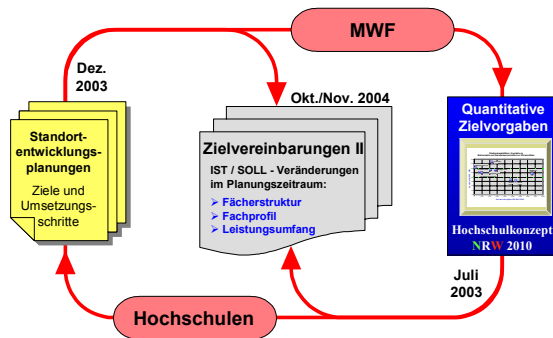 MWF
Dez.
2003
Okt./Nov. 2004
Standort-
entwicklungs-
planungen
Ziele und
Umsetzungs-
schritte
Zielvereinbarungen II
IST / SOLL - Veränderungen
im Planungszeitraum:
Fächerstruktur
Fachprofil
Leistungsumfang
Quantitative
Zielvorgaben
Hochschulkonzept
NRW 2010
Juli
2003
Hochschulen